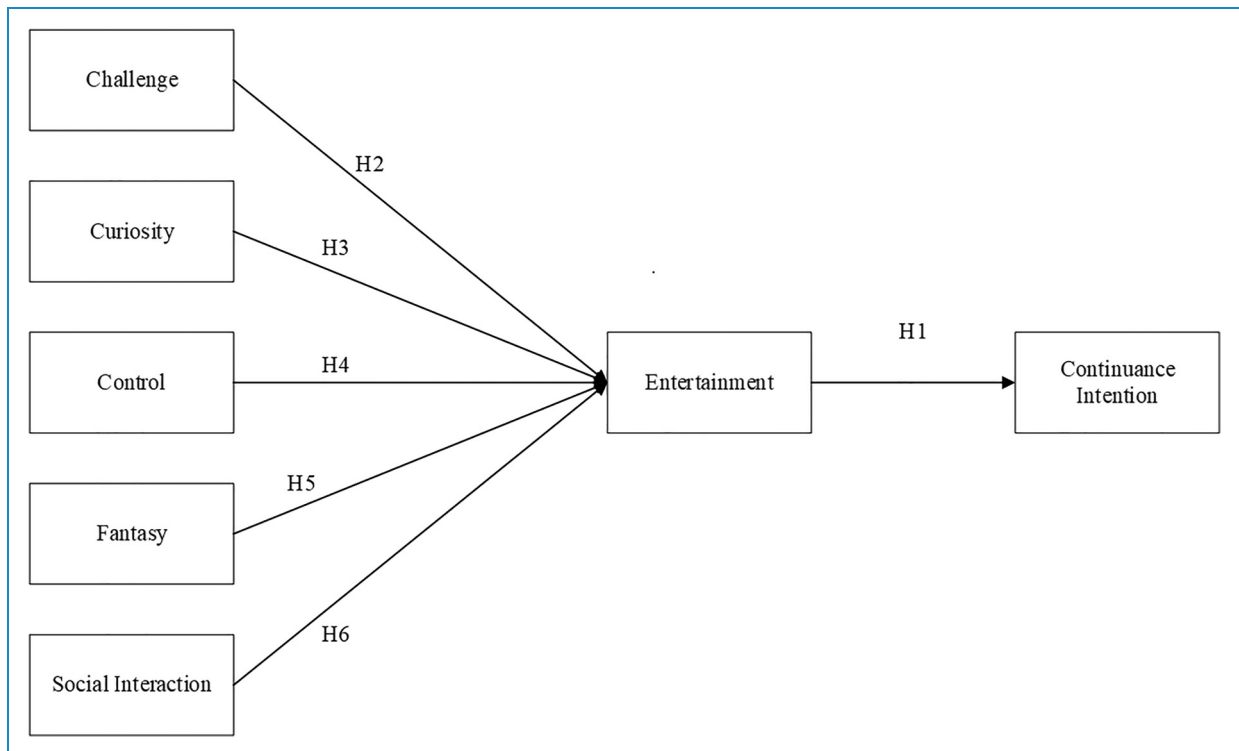 Challenge
H2
Curiosity
H3
Control
H4
Entertainment
H1
Continuance
Intention
Fantasy
H5
Social Interaction
H6